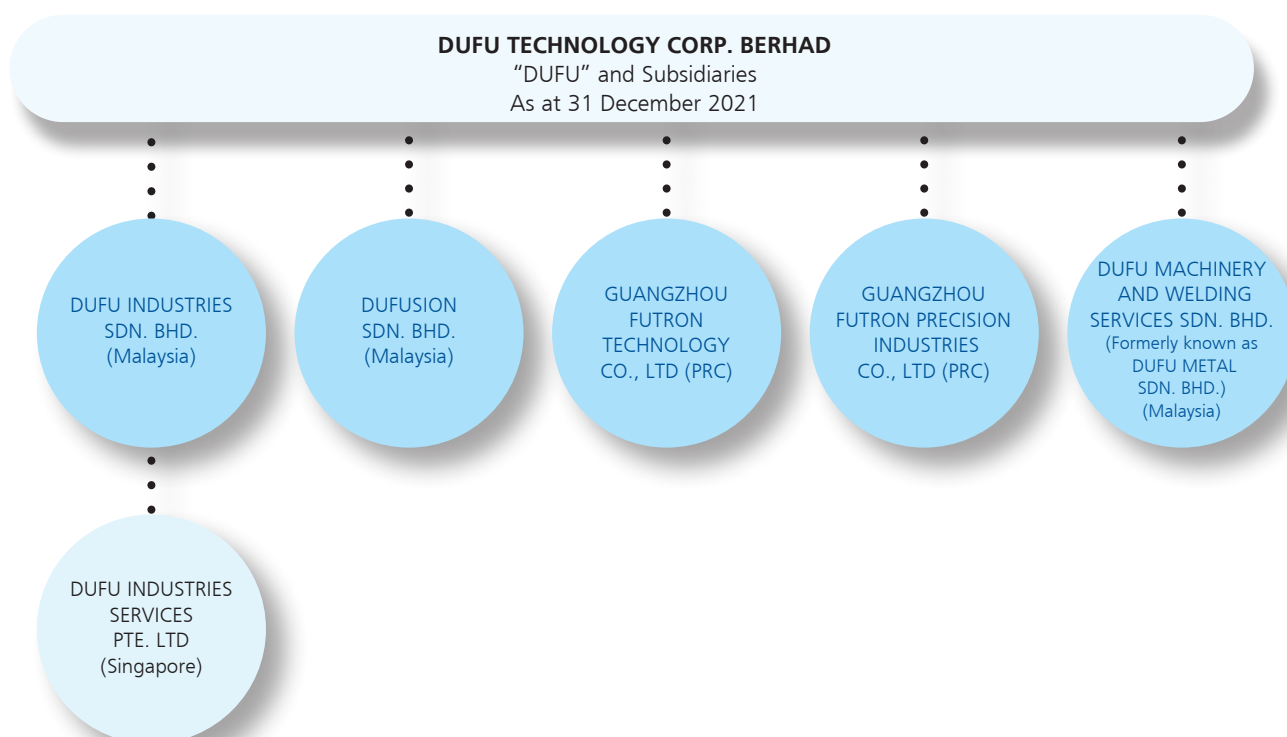 DUFU TECHNOLOGY CORP. BERHAD
“DUFU” and Subsidiaries
As at 31 December 2021
DUFU INDUSTRIES
SDN. BHD.
(Malaysia)
DUFUSION
SDN. BHD.
(Malaysia)
GUANGZHOU
FUTRON
TECHNOLOGY
CO., LTD (PRC)
GUANGZHOU
FUTRON PRECISION
INDUSTRIES
CO., LTD (PRC)
DUFU MACHINERY
AND WELDING
SERVICES SDN. BHD.
(Formerly known as
DUFU METAL
SDN. BHD.)
(Malaysia)
DUFU INDUSTRIES
SERVICES
PTE. LTD
(Singapore)